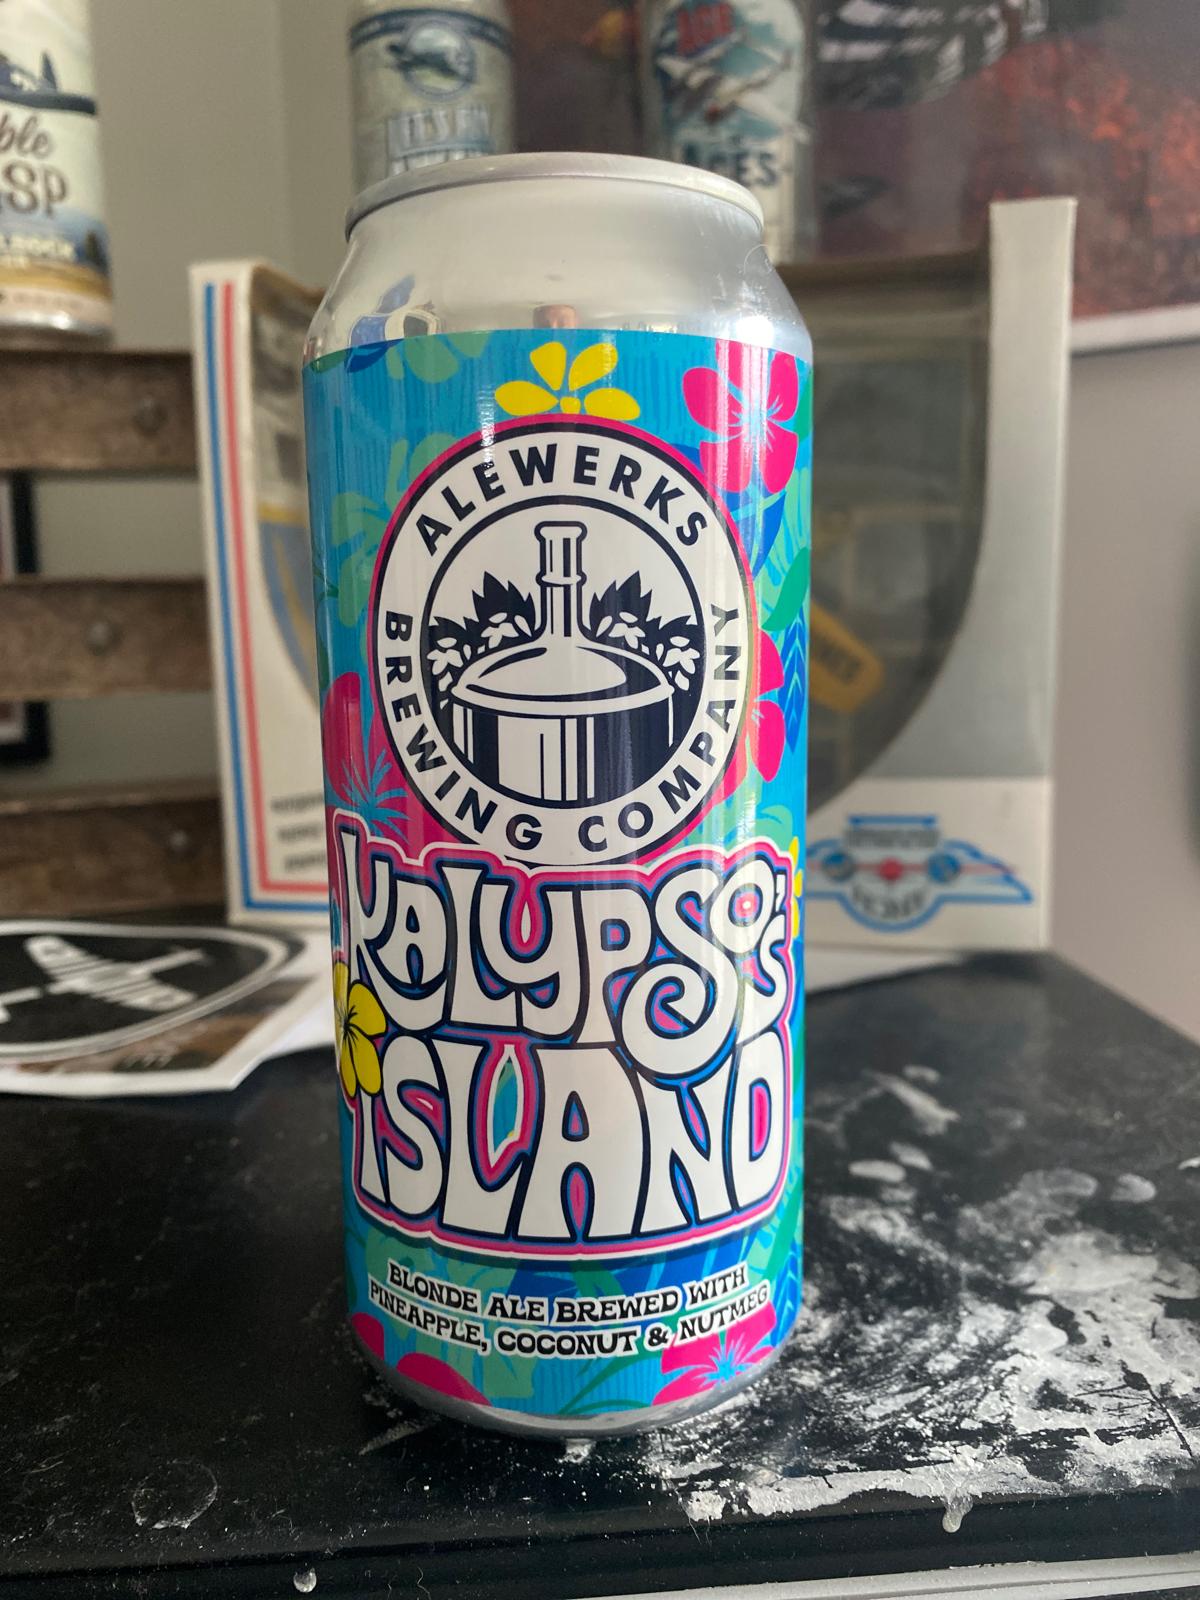 ALEWERKS
BREWING COMPANY
KALYPSO'S
ISLAND
BLONDE ALE BREWED WITH
PINEAPPLE, COCONUT & NUTMEG